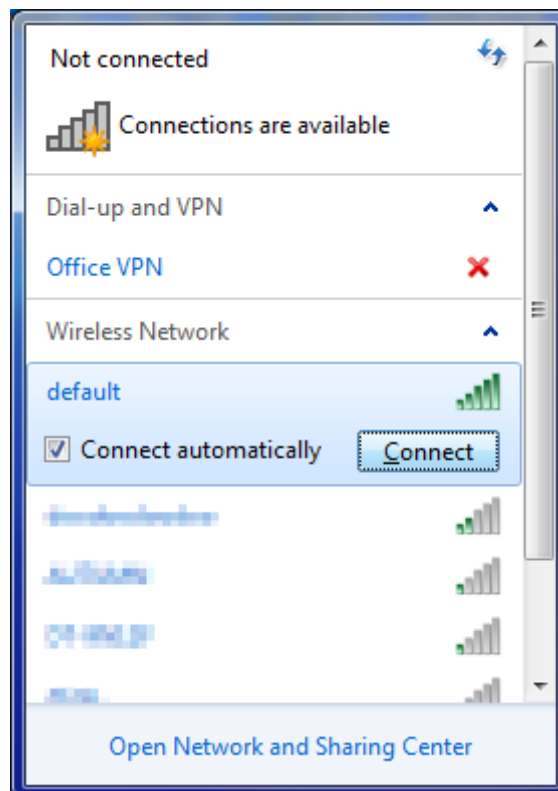 Not connected
Connections are available
Dial-up and VPN
Office VPN
Wireless Network
default
Connect automatically
Connect
Open Network and Sharing Center